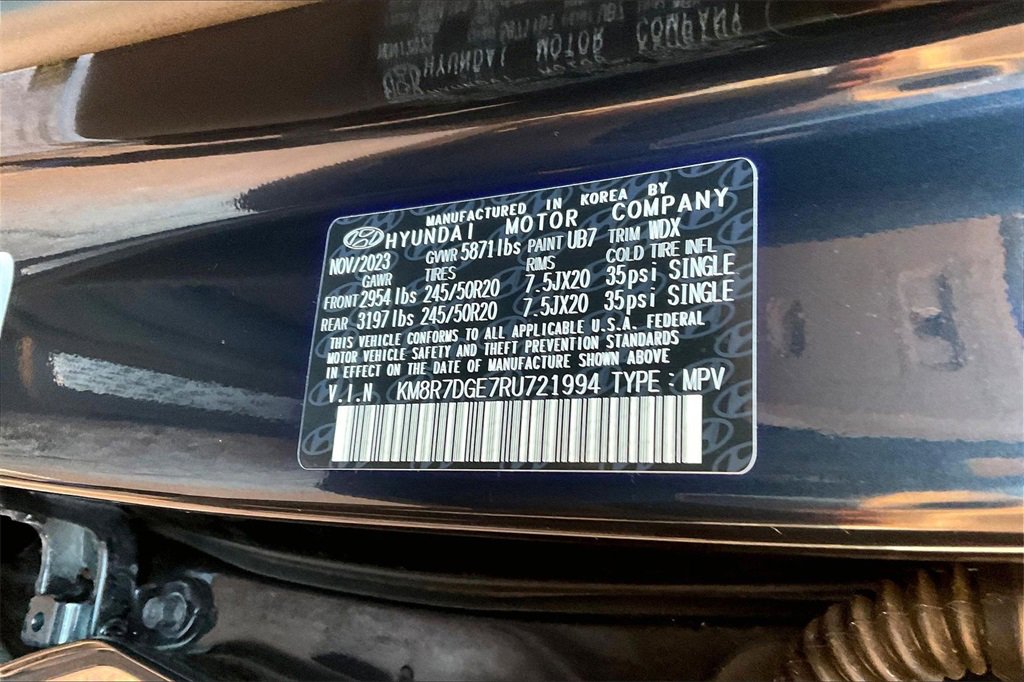 MANUFACTURED IN KOREA BY
HYUNDAI MOTOR COMPANY
NOV/2023 GVWR 5871lbs PAINT UB7 TRIM WDX
GAWR TIRES RIMS COLD TIRE INFL
FRONT 2954 lbs 245/50R20 7.5JX20 35psi SINGLE
REAR 3197 lbs 245/50R20 7.5JX20 35psi SINGLE
THIS VEHICLE CONFORMS TO ALL APPLICABLE U.S.A. FEDERAL
MOTOR VEHICLE SAFETY AND THEFT PREVENTION STANDARDS
IN EFFECT ON THE DATE OF MANUFACTURE SHOWN ABOVE
V.I.N KM8R7DGE7RU721994 TYPE : MPV